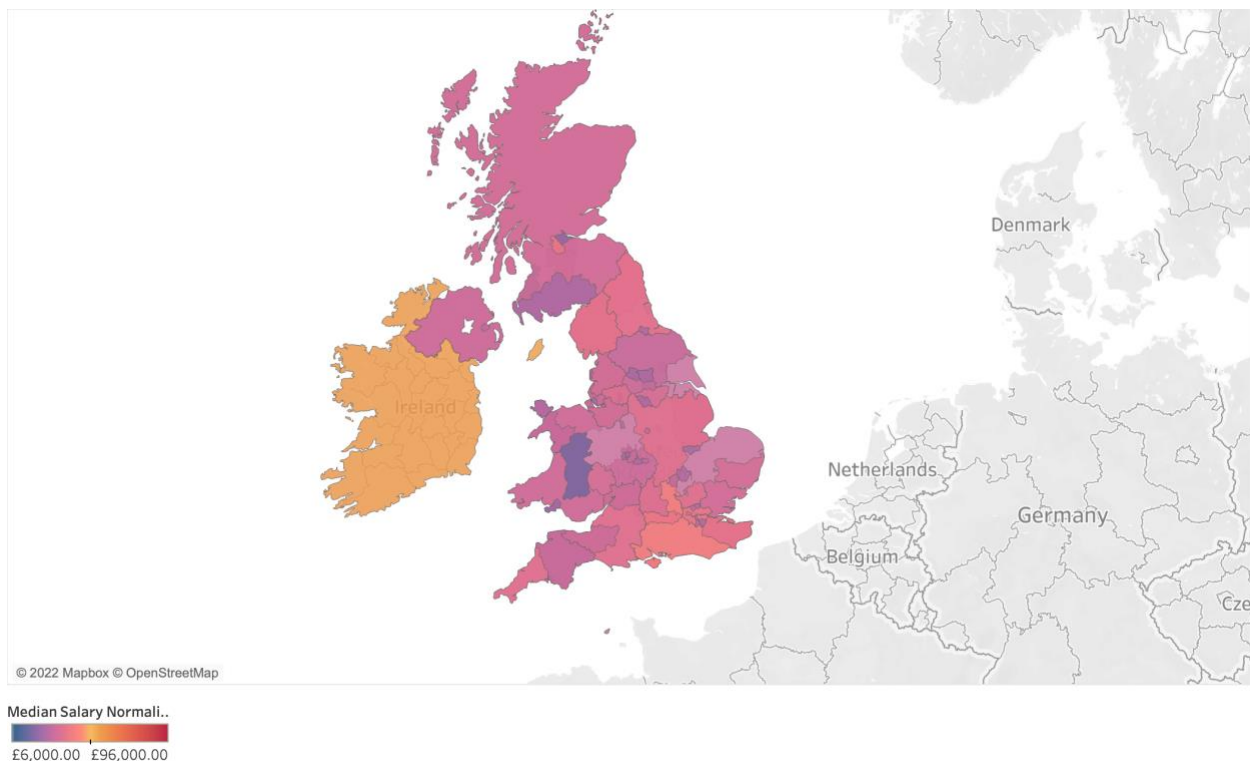 Denmark
Ireland
Netherlands
Germany
Belgium
Cze
© 2022 Mapbox © OpenStreetMap
Median Salary Normali..
£6,000.00 £96,000.00